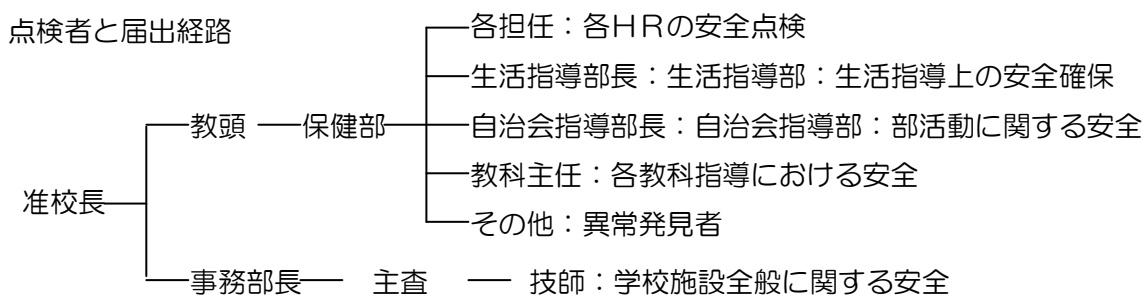 点検者と届出経路
各担任：各ＨＲの安全点検
生活指導部長：生活指導部：生活指導上の安全確保
教頭 保健部 自治会指導部長：自治会指導部：部活動に関する安全
教科主任：各教科指導における安全
准校長
その他：異常発見者
事務部長 主査 技師：学校施設全般に関する安全